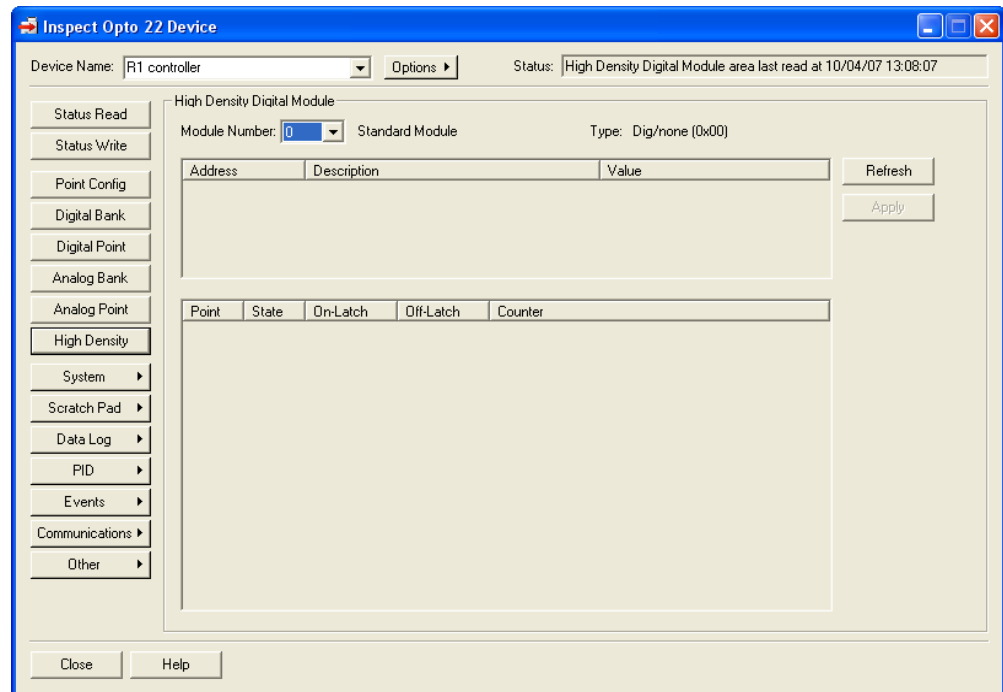 Inspect Opto 22 Device
Device Name: R1 controller Options Status: High Density Digital Module area last read at 10/04/07 13:08:07
Status Read
Status Write
Point Config
Digital Bank
Digital Point
Analog Bank
Analog Point
High Density
System
Scratch Pad
Data Log
PID
Events
Communications
Other
High Density Digital Module
Module Number: 0 Standard Module Type: Dig/none (0x00)
Address Description Value
Refresh
Apply
Point State On-Latch Off-Latch Counter
Close Help